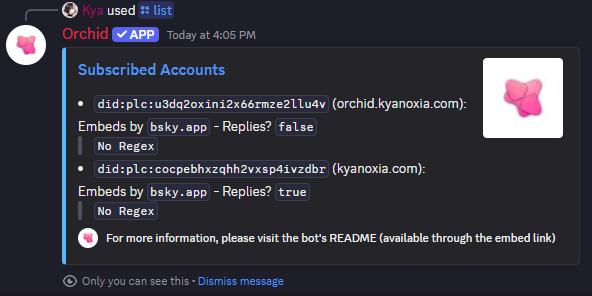 Kya used list
Orchid ✓ APP Today at 4:05 PM
Subscribed Accounts
• did:plc:u3dq2oxini2x66rmze2llu4v (orchid.kyanoxia.com):
Embeds by bsky.app - Replies? false
No Regex
• did:plc:cocpebhxzqhh2vxsp4ivzdbr (kyanoxia.com):
Embeds by bsky.app - Replies? true
No Regex
For more information, please visit the bot's README (available through the embed link)
Only you can see this • Dismiss message